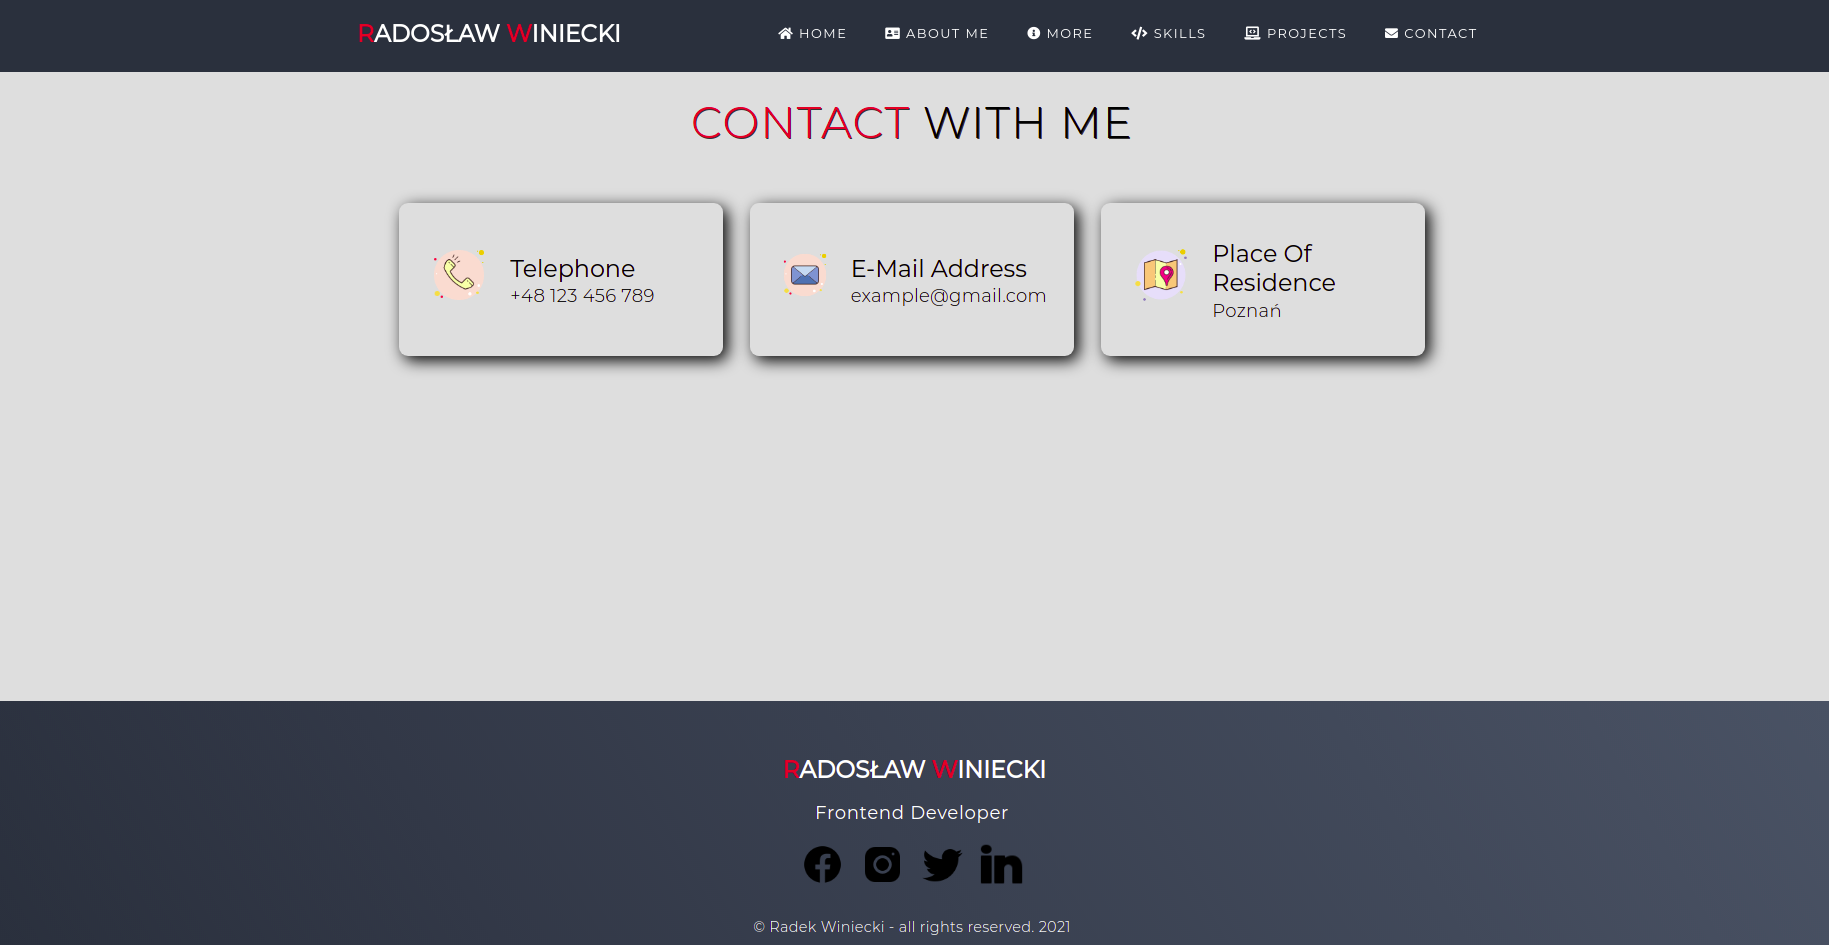 RADOSŁAW WINIECKI
HOME
ABOUT ME
MORE
SKILLS
PROJECTS
CONTACT
CONTACT WITH ME
Telephone
+48 123 456 789
E-Mail Address
example@gmail.com
Place Of
Residence
Poznań
RADOSŁAW WINIECKI
Frontend Developer
© Radek Winiecki - all rights reserved. 2021